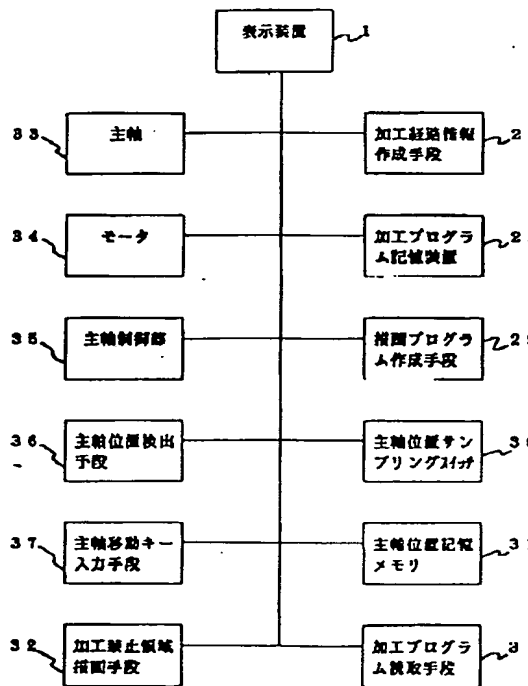 表示装置
1
33
主軸
加工経路情報
作成手段
2
34
モータ
加工プログラ
ム記憶装置
2
35
主軸制御部
描画プログラ
ム作成手段
2
36
主軸位置検出
手段
主軸位置サン
プリングスイッチ
3
37
主軸移動キー
入力手段
主軸位置記憶
メモリ
3
32
加工禁止領域
描画手段
加工プログラ
ム読取手段
3